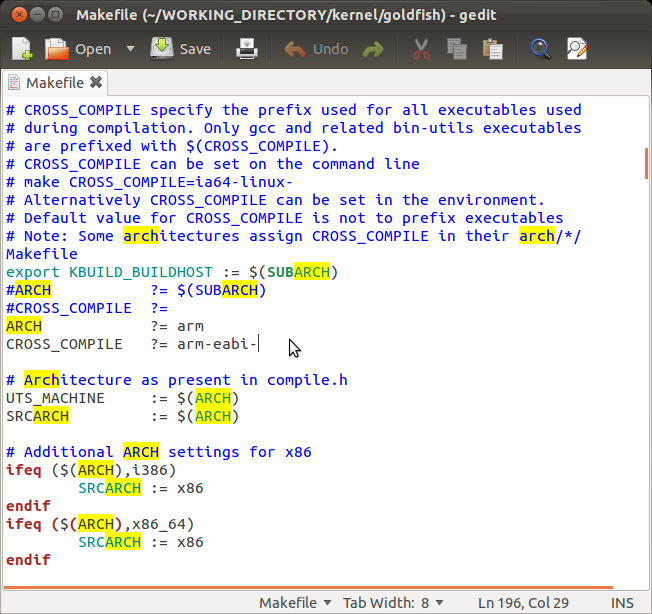 Makefile (~/WORKING_DIRECTORY/kernel/goldfish) - gedit
Open Save Undo
Makefile
# CROSS_COMPILE specify the prefix used for all executables used
# during compilation. Only gcc and related bin-utils executables
# are prefixed with $(CROSS_COMPILE).
# CROSS_COMPILE can be set on the command line
# make CROSS_COMPILE=ia64-linux-
# Alternatively CROSS_COMPILE can be set in the environment.
# Default value for CROSS_COMPILE is not to prefix executables
# Note: Some architectures assign CROSS_COMPILE in their arch/*/
Makefile
export KBUILD_BUILDHOST := $(SUBARCH)
#ARCH ?= $(SUBARCH)
#CROSS_COMPILE ?=
ARCH ?= arm
CROSS_COMPILE ?= arm-eabi-
# Architecture as present in compile.h
UTS_MACHINE := $(ARCH)
SRCARCH := $(ARCH)
# Additional ARCH settings for x86
ifeq ($(ARCH),i386)
SRCARCH := x86
endif
ifeq ($(ARCH),x86_64)
SRCARCH := x86
endif
Makefile Tab Width: 8 Ln 196, Col 29 INS